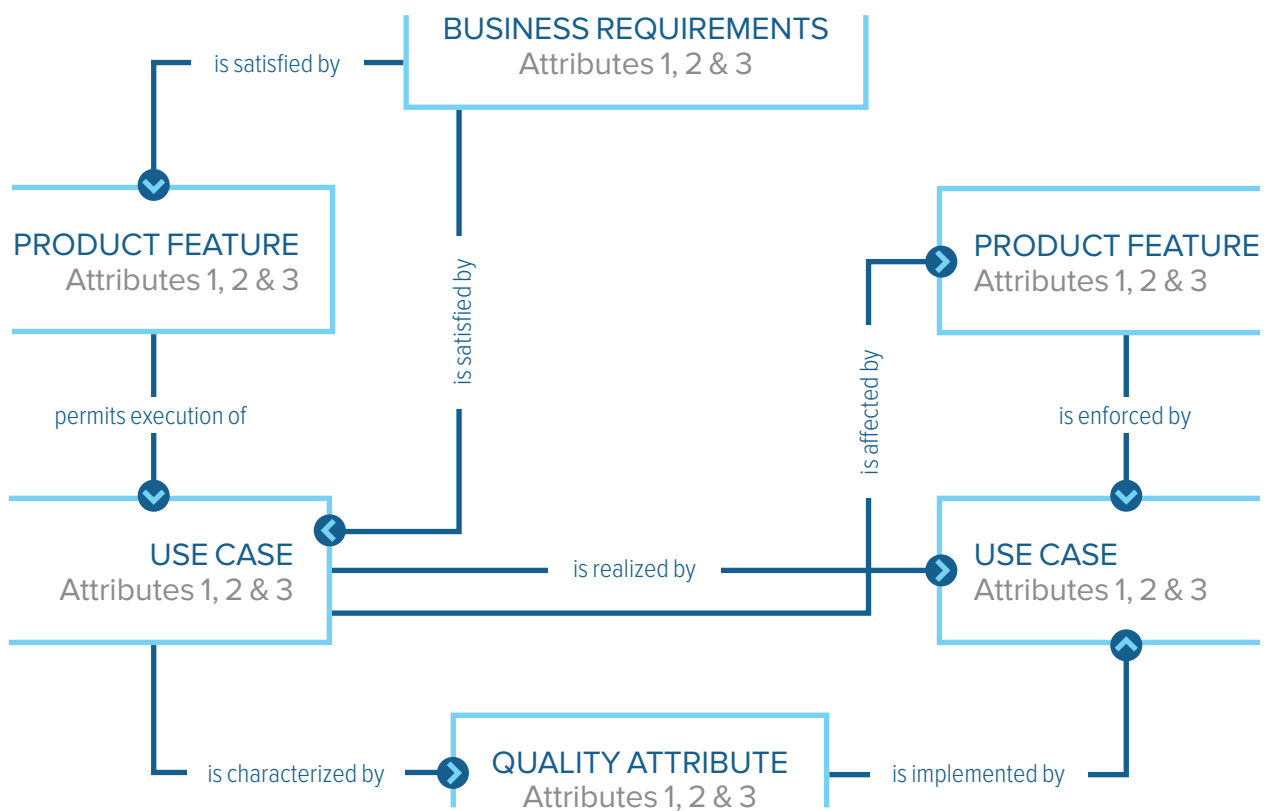 BUSINESS REQUIREMENTS
Attributes 1, 2 & 3
is satisfied by
PRODUCT FEATURE
Attributes 1, 2 & 3
PRODUCT FEATURE
Attributes 1, 2 & 3
is satisfied by
is affected by
permits execution of
is enforced by
USE CASE
Attributes 1, 2 & 3
is realized by
USE CASE
Attributes 1, 2 & 3
is characterized by
QUALITY ATTRIBUTE
Attributes 1, 2 & 3
is implemented by